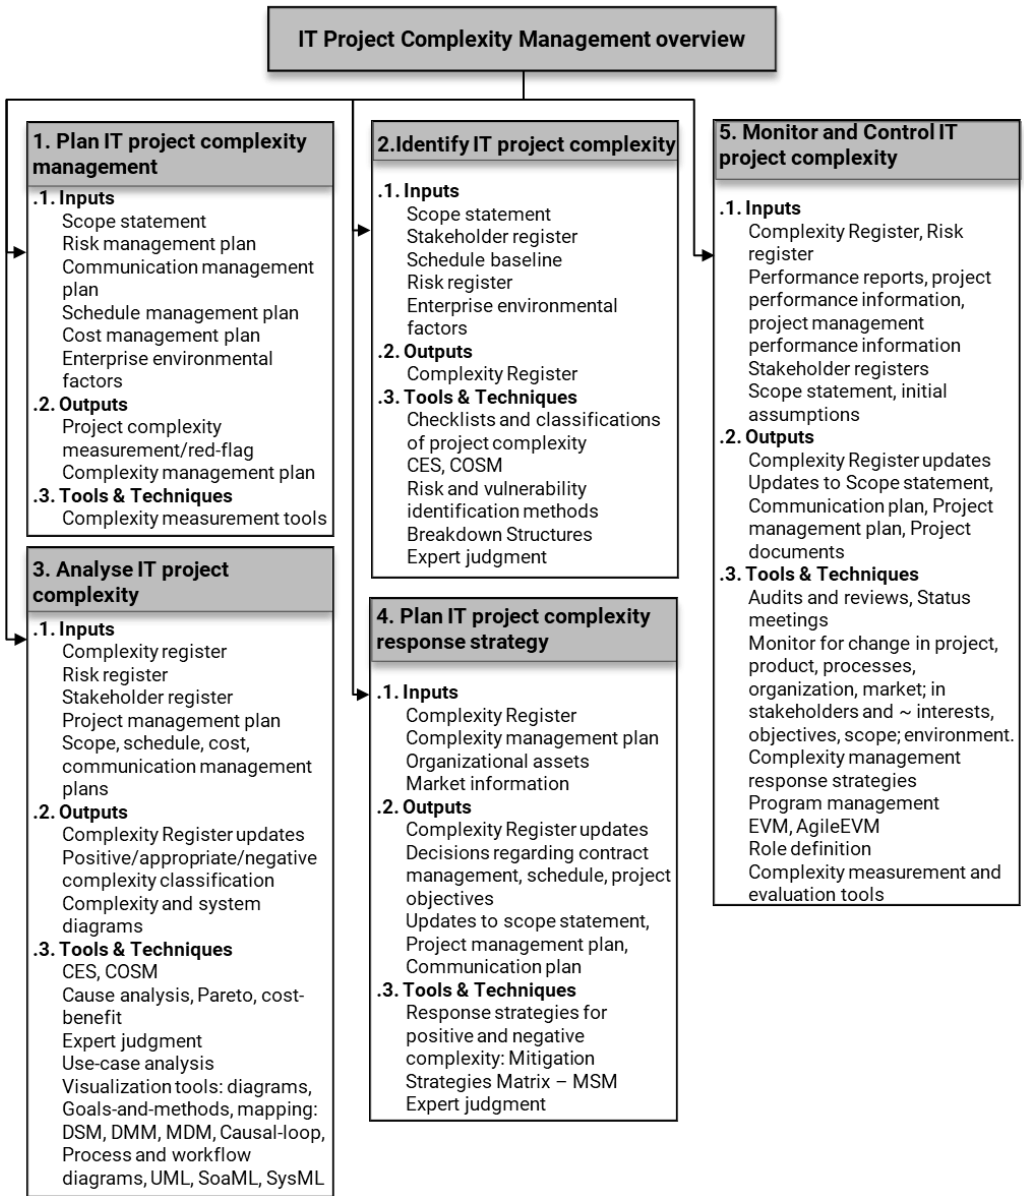 IT Project Complexity Management overview
1. Plan IT project complexity
management
.1. Inputs
Scope statement
Risk management plan
Communication management
plan
Schedule management plan
Cost management plan
Enterprise environmental
factors
.2. Outputs
Project complexity
measurement/red-flag
Complexity management plan
.3. Tools & Techniques
Complexity measurement tools
2.Identify IT project complexity
.1. Inputs
Scope statement
Stakeholder register
Schedule baseline
Risk register
Enterprise environmental
factors
.2. Outputs
Complexity Register
.3. Tools & Techniques
Checklists and classifications
of project complexity
CES, COSM
Risk and vulnerability
identification methods
Breakdown Structures
Expert judgment
3. Analyse IT project
complexity
.1. Inputs
Complexity register
Risk register
Stakeholder register
Project management plan
Scope, schedule, cost,
communication management
plans
.2. Outputs
Complexity Register updates
Positive/appropriate/negative
complexity classification
Complexity and system
diagrams
.3. Tools & Techniques
CES, COSM
Cause analysis, Pareto, cost-
benefit
Expert judgment
Use-case analysis
Visualization tools: diagrams,
Goals-and-methods, mapping:
DSM, DMM, MDM, Causal-loop,
Process and workflow
diagrams, UML, SoaML, SysML
4. Plan IT project complexity
response strategy
.1. Inputs
Complexity Register
Complexity management plan
Organizational assets
Market information
.2. Outputs
Complexity Register updates
Decisions regarding contract
management, schedule, project
objectives
Updates to scope statement,
Project management plan,
Communication plan
.3. Tools & Techniques
Response strategies for
positive and negative
complexity: Mitigation
Strategies Matrix – MSM
Expert judgment
5. Monitor and Control IT
project complexity
.1. Inputs
Complexity Register, Risk
register
Performance reports, project
performance information,
project management
performance information
Stakeholder registers
Scope statement, initial
assumptions
.2. Outputs
Complexity Register updates
Updates to Scope statement,
Communication plan, Project
management plan, Project
documents
.3. Tools & Techniques
Audits and reviews, Status
meetings
Monitor for change in project,
product, processes,
organization, market; in
stakeholders and ~ interests,
objectives, scope; environment.
Complexity management
response strategies
Program management
EVM, AgileEVM
Role definition
Complexity measurement and
evaluation tools